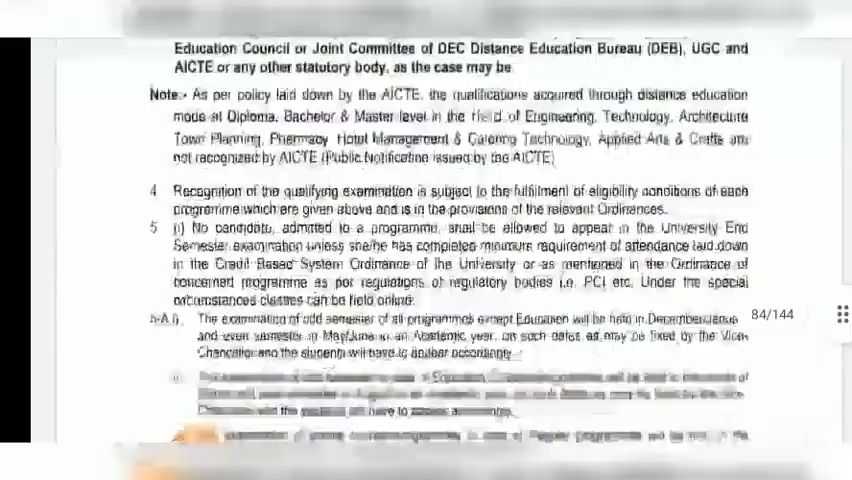 Education Council or Joint Committee of DEC Distance Education Bureau (DEB), UGC and
AICTE or any other statutory body, as the case may be
Note:- As per policy laid down by the AICTE, the qualifications acquired through distance education
mode at Diploma, Bachelor & Master level in the field of Engineering, Technology, Architecture
Town Planning, Pharmacy Hotel Management & Catering Technology, Applied Arts & Crafts are
not recognized by AICTE (Public Notification issued by the AICTE)
4 Recognition of the qualifying examination is subject to the fulfillment of eligibility conditions of each
programme which are given above and is in the provisions of the relevant Ordinances.
5 (i) No candidate, admitted to a programme, shall be allowed to appear in the University End
Semester examination unless she/he has completed minimum requirement of attendance laid down
in the Credit Based System Ordinance of the University or as mentioned in the Ordinance of
concerned programme as per regulations of regulatory bodies i.e. PCI etc. Under the special
circumstances classes can be held online.
5-A i) The examination of odd semester of all programmes except Education will be held in December/
and even semester in May/June in an Academic year, on such dates as may be fixed by the Vice-
Chancellor and the students will have to appear accordingly
84/144